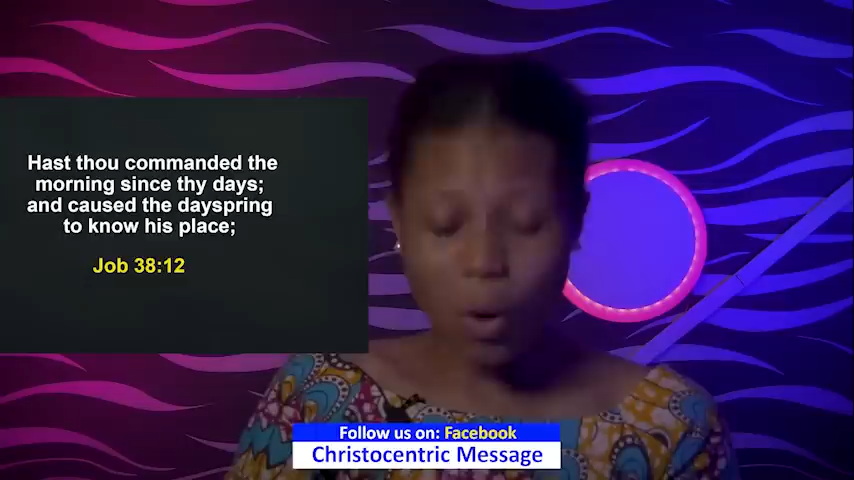 Hast thou commanded the
morning since thy days;
and caused the dayspring
to know his place;
Job 38:12
Follow us on: Facebook
Christocentric Message